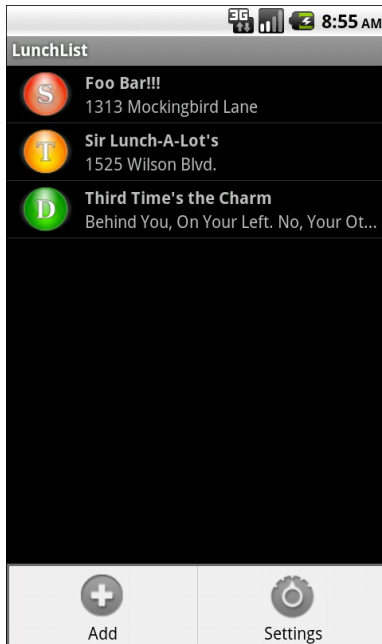 3G 8:55 AM
LunchList
S
Foo Bar!!!
1313 Mockingbird Lane
T
Sir Lunch-A-Lot's
1525 Wilson Blvd.
D
Third Time's the Charm
Behind You, On Your Left. No, Your Ot...
Add Settings